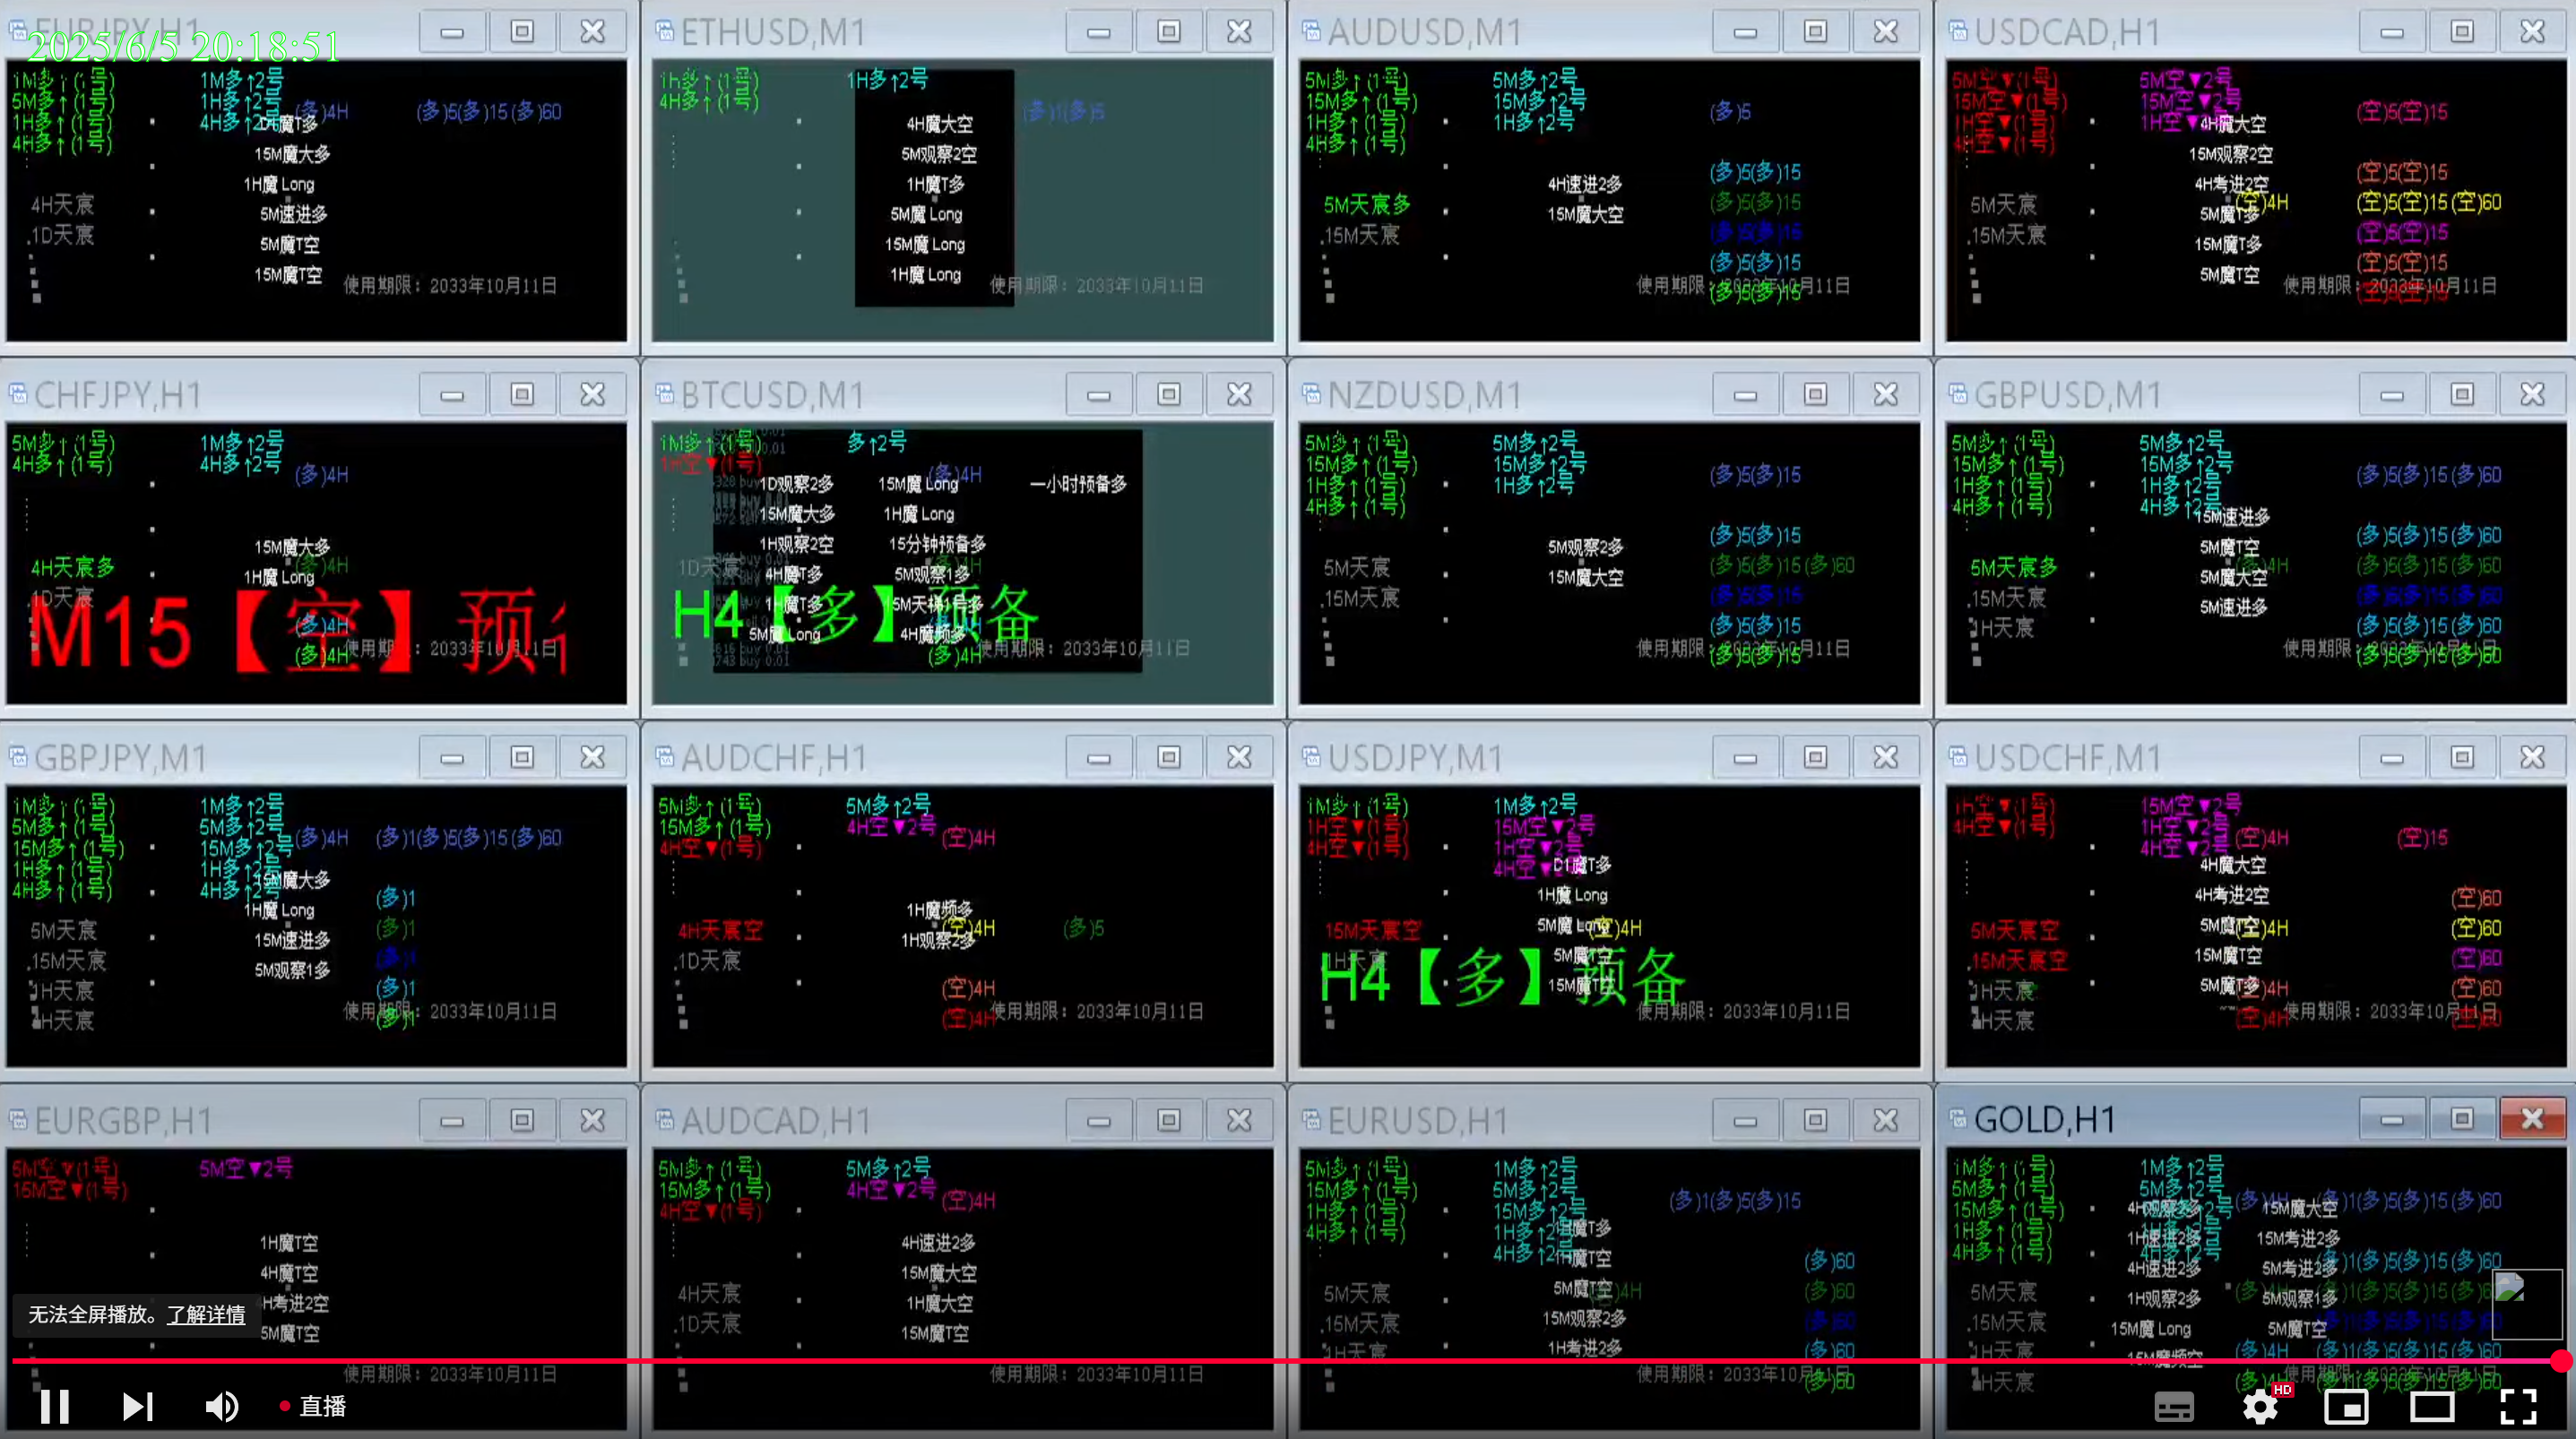 EURJPY,H1
2025/6/5 20:18:51
1M多↑(1号) 1M多↑2号
5M多↑(1号) 1H多↑2号 (多)4H (多)5(多)15(多)60
1H多↑(1号) 4H多↑2号
4H多↑(1号)
15M魔大多
1H魔 Long
4H天宸
5M速进多
1D天宸
5M魔T空
15M魔T空
使用期限：2033年10月11日
ETHUSD,M1
1H多↑(1号) 1H多↑2号
4H多↑(1号) (多)1(多)5
4H魔大空
5M观察2空
1H魔T多
5M魔 Long
15M魔 Long
1H魔 Long
使用期限：2033年10月11日
AUDUSD,M1
5M多↑(1号) 5M多↑2号
15M多↑(1号) 15M多↑2号 (多)5
1H多↑(1号) 1H多↑2号
4H多↑(1号)
(多)5(多)15
4H速进2多
5M天宸多 (多)5(多)15
15M魔大空
.15M天宸 (多)5(多)15
(多)5(多)15
使用期限：2033年10月11日
(多)5(多)15
USDCAD,H1
5M空▼(1号) 5M空▼2号
15M空▼(1号) 15M空▼2号 (空)5(空)15
1H空▼(1号) 1H空▼
4H空▼(1号)
4H魔大空
15M观察2空
(空)5(空)15
4H考进2空
5M天宸 (空)4H (空)5(空)15(空)60
5M魔T多
.15M天宸 (空)5(空)15
15M魔T多
(空)5(空)15
5M魔T空
使用期限：2033年10月11日
(空)5(空)15
CHFJPY,H1
5M多↑(1号) 1M多↑2号
4H多↑(1号) 4H多↑2号 (多)4H
15M魔大多
4H天宸多 (多)4H
1H魔 Long
1D天宸
M15【空】预
(多)4H
使用期限：2033年10月11日
(多)4H
BTCUSD,M1
1M多↑(1号) 多↑2号
1H空▼(1号) (多)4H
1D观察2多 15M魔 Long 一小时预备多
15M魔大多 1H魔 Long
1H观察2空 15分钟预备多
1D天宸 4H魔T多 5M观察1多
1H魔T多
H4【多】预备
5M魔 Long 4H魔频多
(多)4H
使用期限：2033年10月11日
NZDUSD,M1
5M多↑(1号) 5M多↑2号
15M多↑(1号) 15M多↑2号 (多)5(多)15(多)60
1H多↑(1号) 1H多↑2号
4H多↑(1号)
(多)5(多)15
5M观察2多
5M天宸 (多)5(多)15(多)60
15M魔大空
.15M天宸 (多)5(多)15
(多)5(多)15
使用期限：2033年10月11日
(多)5(多)15
GBPUSD,M1
5M多↑(1号) 5M多↑2号
15M多↑(1号) 15M多↑2号 (多)5(多)15(多)60
1H多↑(1号) 1H多↑2号
4H多↑(1号) 4H多↑2号
15M速进多
(多)5(多)15
5M魔T空
5M天宸多 (多)4H (多)5(多)15(多)60
5M魔大空
.15M天宸 (多)5(多)15(多)60
5M速进多
1H天宸 (多)5(多)15(多)60
使用期限：2033年10月11日
(多)5(多)15(多)60
GBPJPY,M1
1M多↑(1号) 1M多↑2号
5M多↑(1号) 5M多↑2号 (多)4H (多)1(多)5(多)15(多)60
15M多↑(1号) 15M多↑2号
1H多↑(1号) 1H多↑2号
4H多↑(1号) 4H多↑2号
15M魔大多
(多)1
1H魔 Long
5M天宸 (多)1
15M速进多
.15M天宸 (多)1
5M观察1多
1H天宸 (多)1
使用期限：2033年10月11日
4H天宸 (多)1
AUDCHF,H1
5M多↑(1号) 5M多↑2号
15M多↑(1号) 4H空▼2号 (空)4H
4H空▼(1号)
1H魔频多
4H天宸空 (空)4H (多)5
1H观察2多
.1D天宸
(空)4H
使用期限：2033年10月11日
(空)4H
USDJPY,M1
1M多↑(1号) 1M多↑2号
1H空▼(1号) 15M空▼2号
4H空▼(1号) 1H空▼2号
4H空▼2号
D1魔T多
1H魔 Long
15M天宸空 5M魔 Long (空)4H
5M魔T空
1H天宸
H4【多】预备
15M魔T空
使用期限：2033年10月11日
USDCHF,M1
1H空▼(1号) 15M空▼2号
4H空▼(1号) 1H空▼2号 (空)4H (空)15
4H空▼2号
4H魔大空
4H考进2空 (空)60
5M天宸空 5M魔T空 (空)4H (空)60
.15M天宸空 15M魔T空 (空)60
1H天宸 5M魔T多 (空)4H (空)60
使用期限：2033年10月11日
4H天宸 (空)4H (空)60
EURGBP,H1
5M空▼(1号) 5M空▼2号
15M空▼(1号)
1H魔T空
4H魔T空
4H考进2空
5M魔T空
使用期限：2033年10月11日
AUDCAD,H1
5M多↑(1号) 5M多↑2号
15M多↑(1号) 4H空▼2号 (空)4H
4H空▼(1号)
4H速进2多
15M魔大空
4H天宸
1H魔大空
.1D天宸
15M魔T空
使用期限：2033年10月11日
EURUSD,H1
5M多↑(1号) 1M多↑2号
15M多↑(1号) 5M多↑2号 (多)1(多)5(多)15
1H多↑(1号) 15M多↑2号
4H多↑(1号) 1H多↑2号
4H多↑2号
1H魔T多
1H魔T空 (多)60
5M天宸 5M魔T空 (多)4H (多)60
.15M天宸 15M观察2多 (多)60
1H天宸 1H考进2多 (多)60
使用期限：2033年10月11日
(多)60
GOLD,H1
1M多↑(1号) 1M多↑2号
5M多↑(1号) 5M多↑2号 (多)4H (多)1(多)5(多)15(多)60
15M多↑(1号)
1H多↑(1号)
4H多↑(1号)
4H观察2多 15M魔大空
1H速进2多 15M考进2多
4H速进2多 5M考进2多 (多)1(多)5(多)15(多)60
5M天宸 1H观察2多 5M观察1多
.15M天宸 15M魔 Long 5M魔T空
1H天宸 15M魔频空 (多)4H (多)1(多)5(多)15(多)60
使用期限：2033年10月11日
4H天宸 (多)4H (多)1(多)5(多)15(多)60
无法全屏播放。了解详情
直播
HD